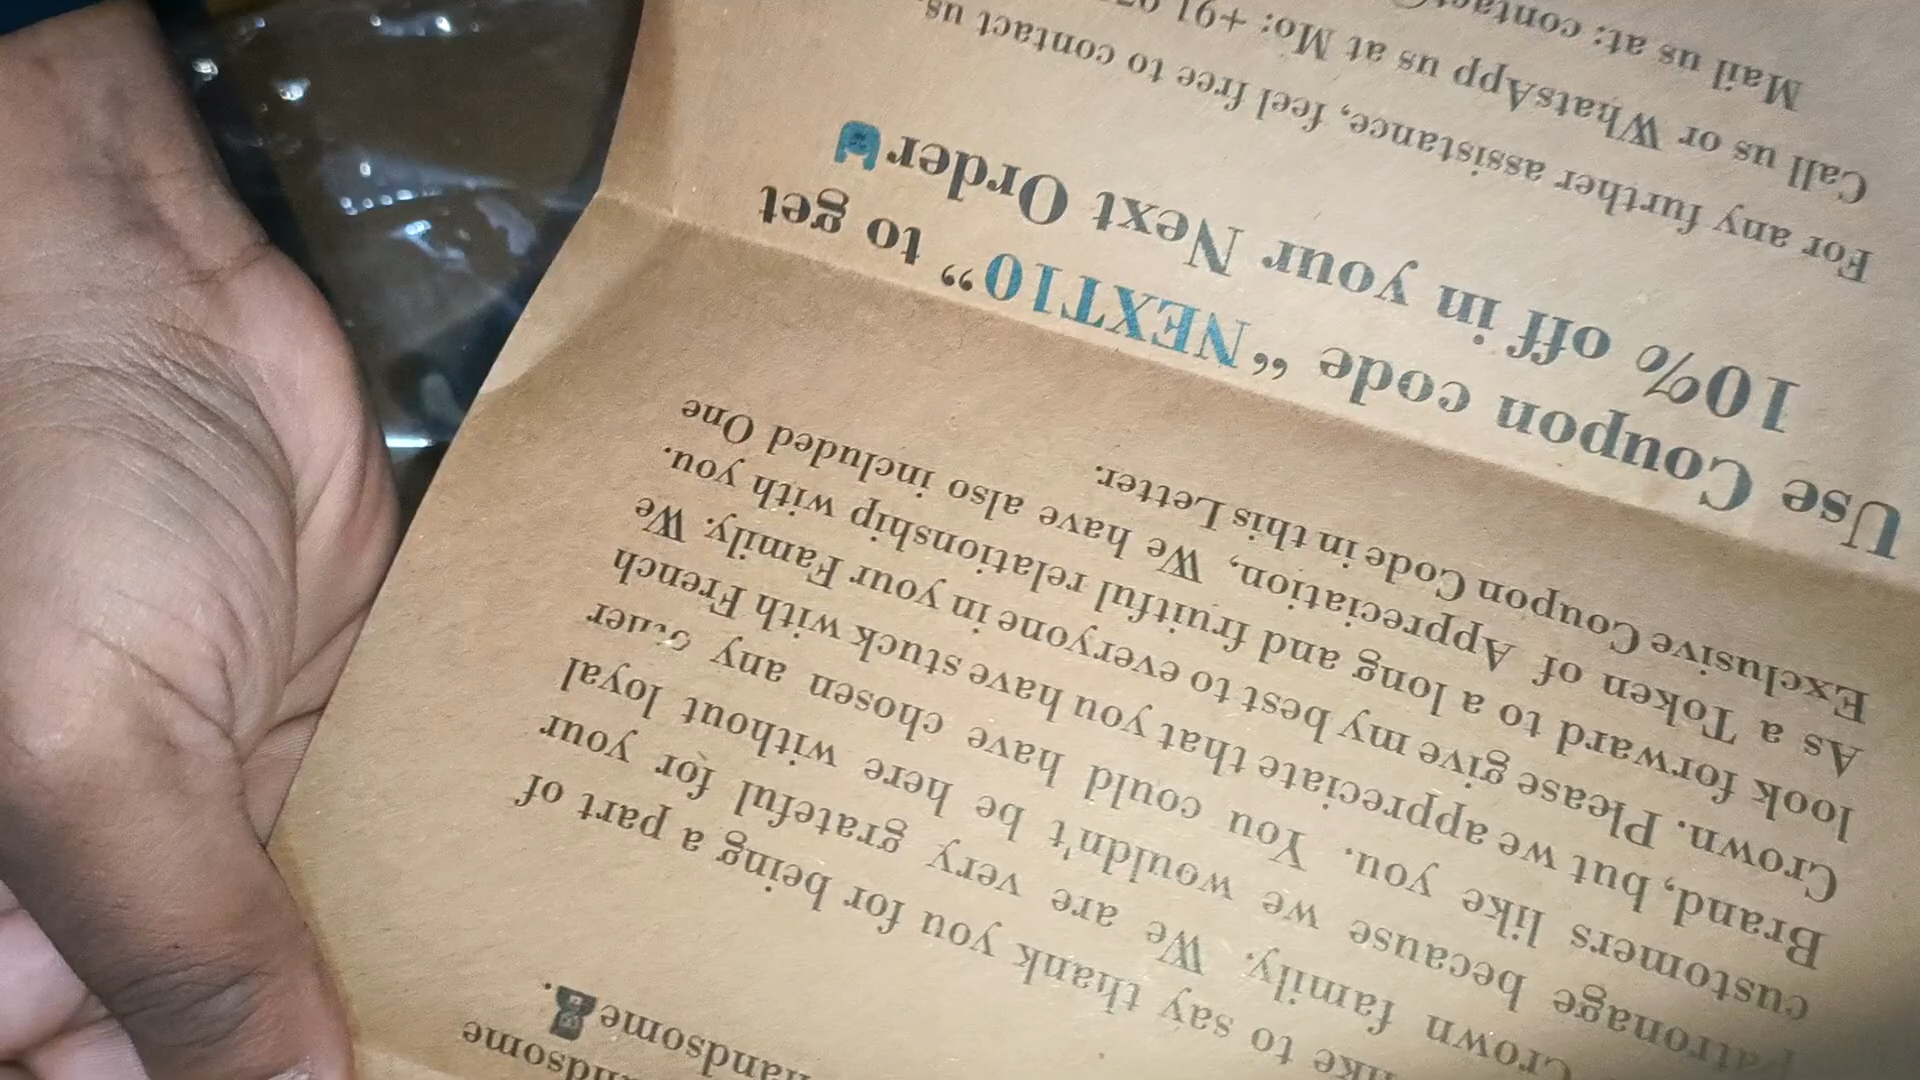 handsome.
like to say thank you for being a part of
Crown family. We are very grateful for your
patronage because we wouldn't be here without loyal
customers like you. You could have chosen any
Brand, but we appreciate that you have stuck with French
Crown. Please give my best to everyone in your Family. We
look forward to a long and fruitful relationship with you.
As a Token of Appreciation, We have also included One
Exclusive Coupon Code in this Letter.
Use Coupon code “NEXT10” to get
10% off in your Next Order
For any further assistance, feel free to contact us.
Call us or WhatsApp us at Mo: +91
Mail us at: contact